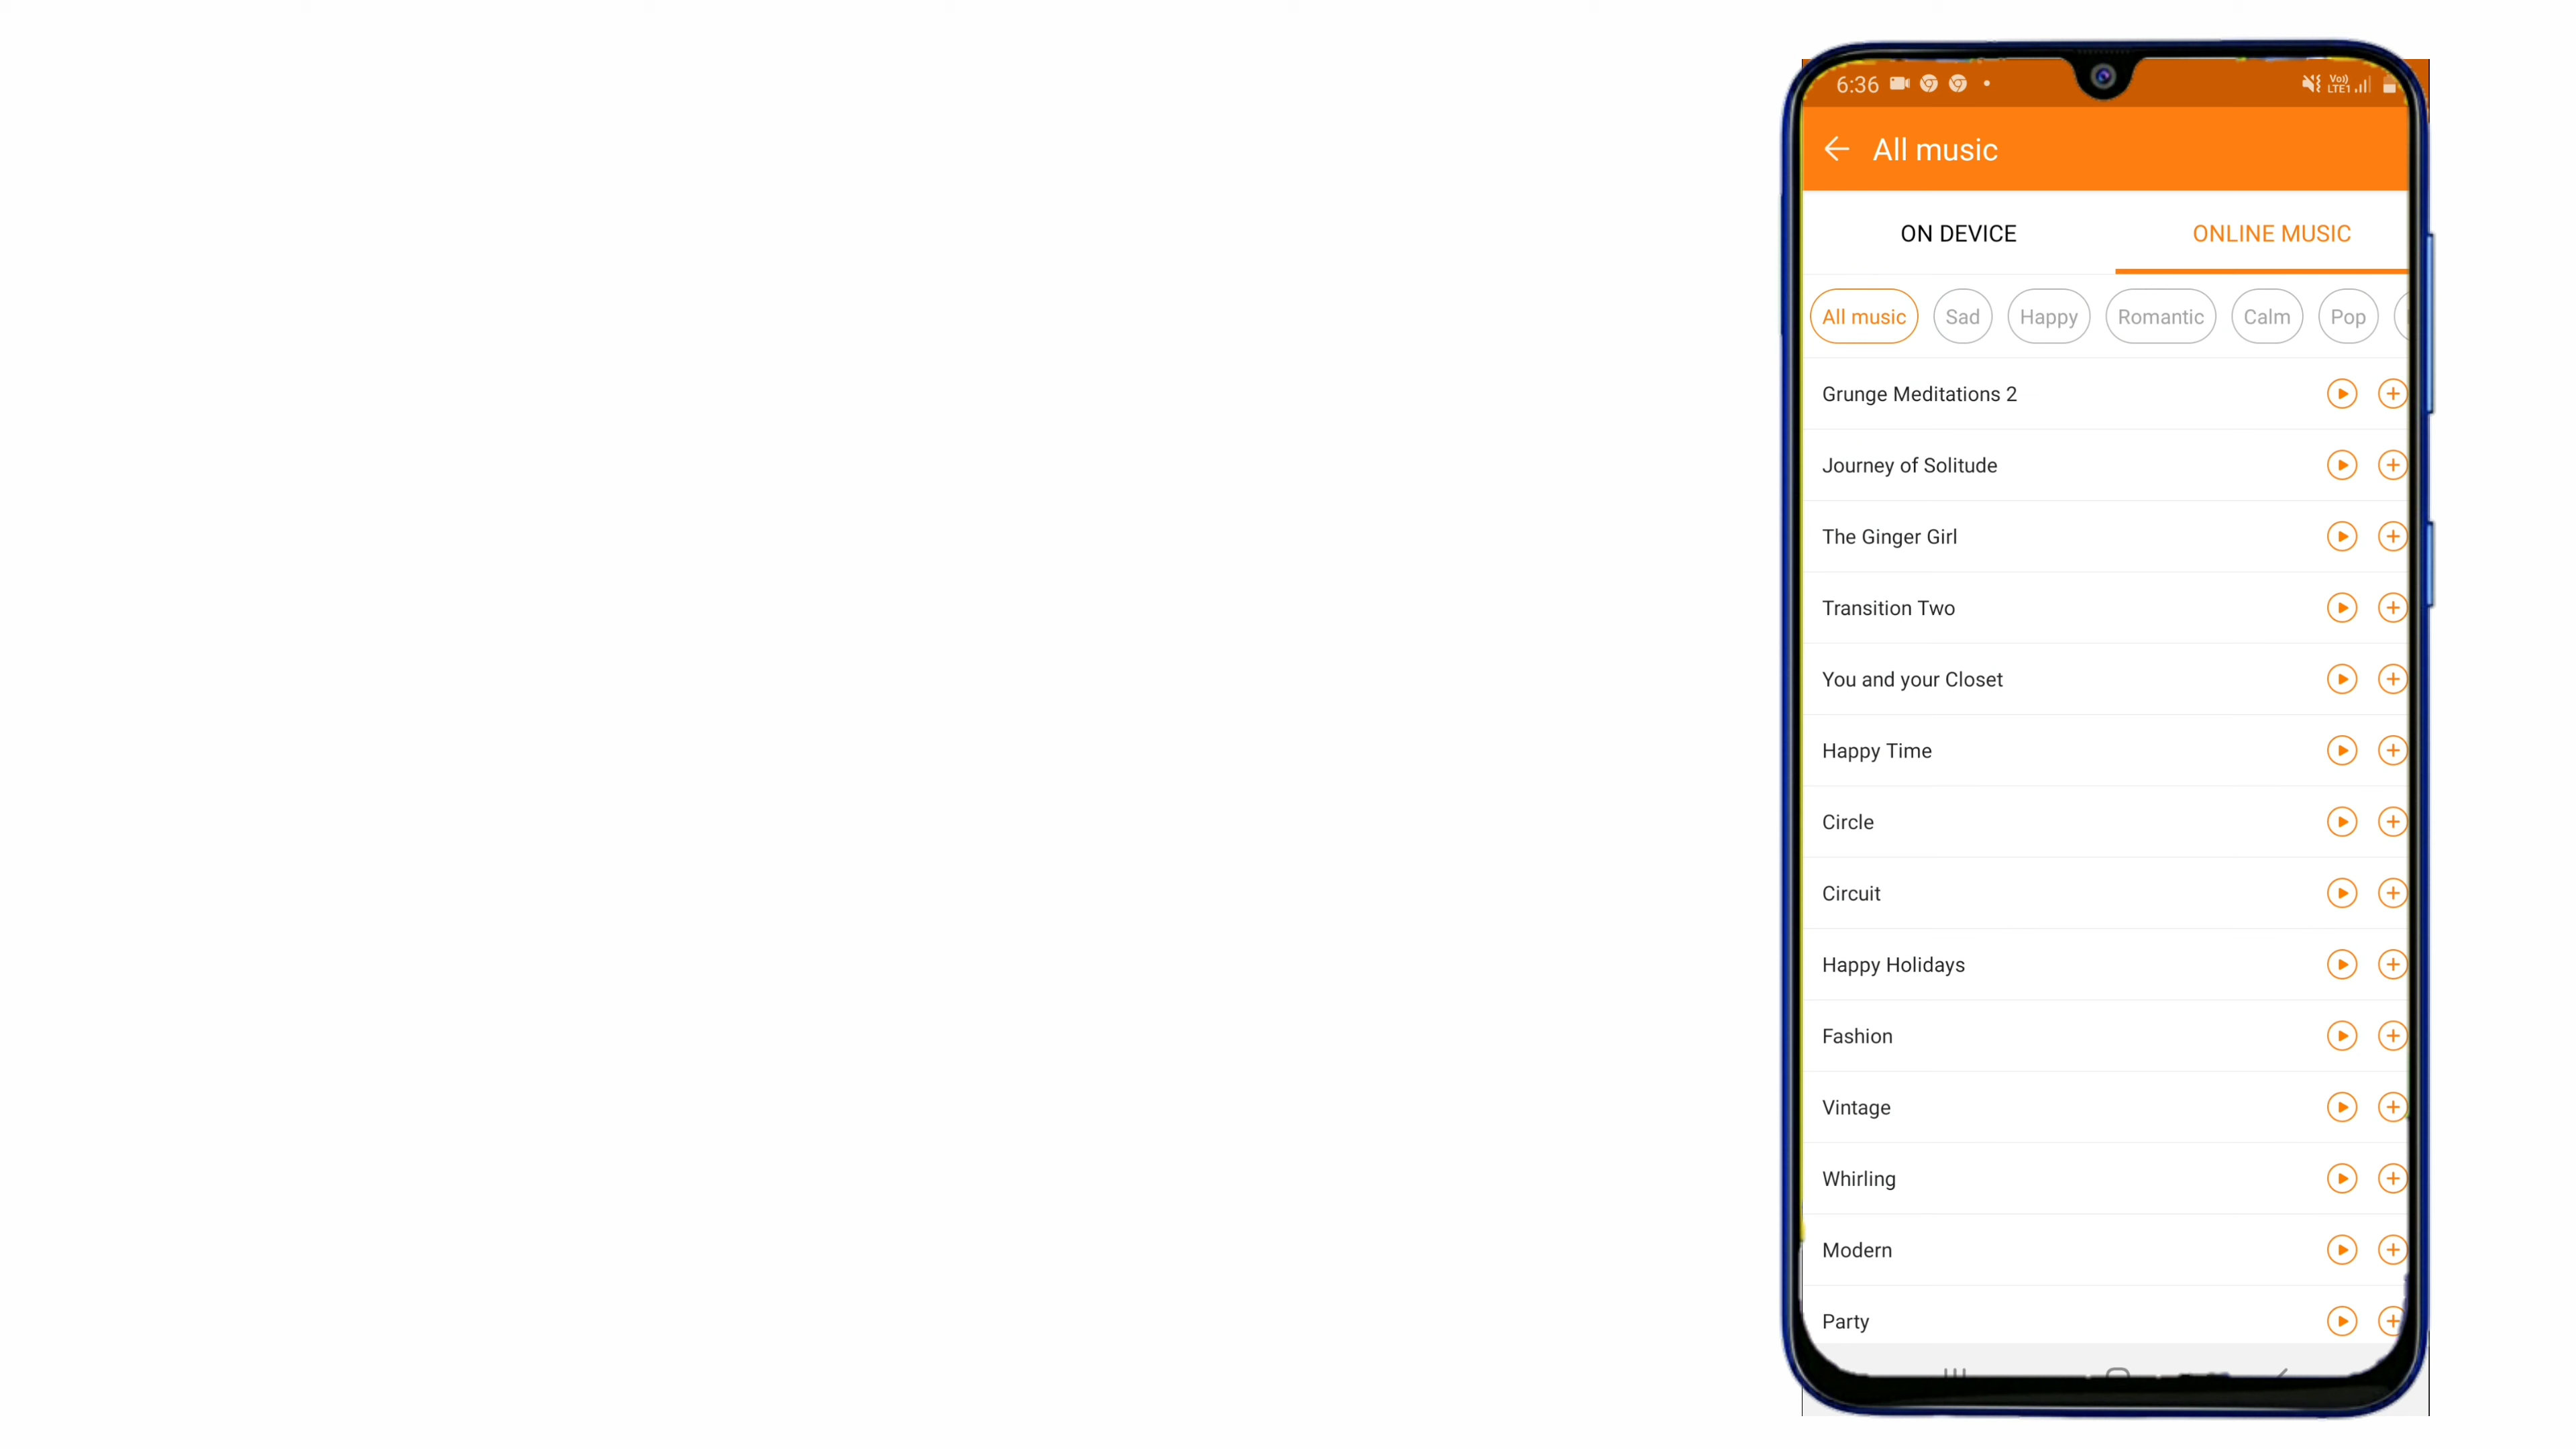 6:36
Vo)) LTE1
All music
ON DEVICE ONLINE MUSIC
All music Sad Happy Romantic Calm Pop
Grunge Meditations 2
Journey of Solitude
The Ginger Girl
Transition Two
You and your Closet
Happy Time
Circle
Circuit
Happy Holidays
Fashion
Vintage
Whirling
Modern
Party